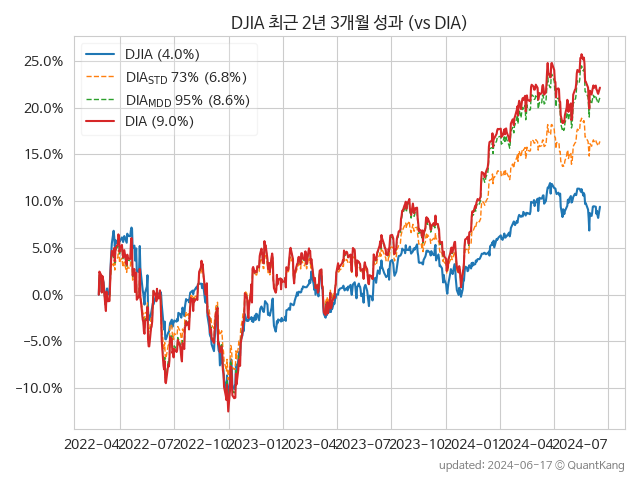 DJIA 최근 2년 3개월 성과 (vs DIA)
DJIA (4.0%)
DIASTD 73% (6.8%)
DIAMDD 95% (8.6%)
DIA (9.0%)
25.0%
20.0%
15.0%
10.0%
5.0%
0.0%
−5.0%
−10.0%
2022-04 2022-07 2022-10 2023-01 2023-04 2023-07 2023-10 2024-01 2024-04 2024-07
updated: 2024-06-17 © QuantKang